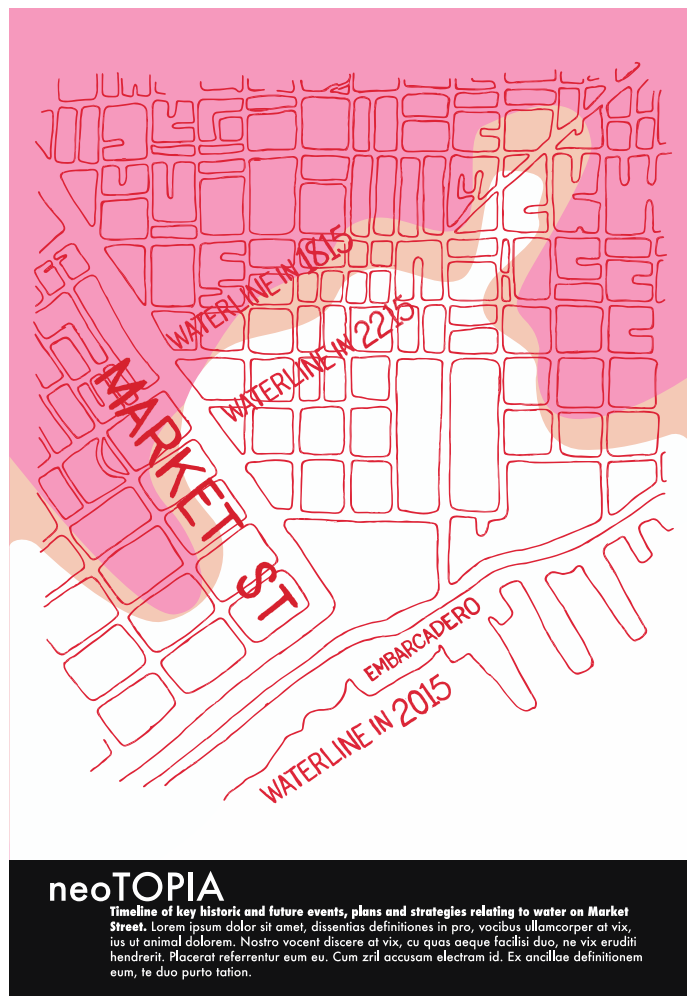 WATERLINE IN 1815
WATERLINE IN 2215
MARKET ST
EMBARCADERO
WATERLINE IN 2015
neoTOPIA
Timeline of key historic and future events, plans and strategies relating to water on Market
Street. Lorem ipsum dolor sit amet, dissentias definitiones in pro, vocibus ullamcorper at vix,
ius ut animal dolorem. Nostro vocent discere at vix, cu quas aeque facilisi duo, ne vix eruditi
hendrerit. Placerat referrentur eum eu. Cum zril accusam electram id. Ex ancillae definitionem
eum, te duo purto tation.